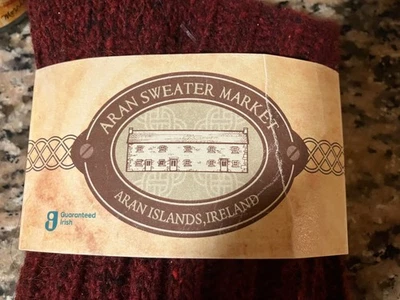 ARAN SWEATER MARKET
ARAN ISLANDS, IRELAND
Guaranteed
Irish